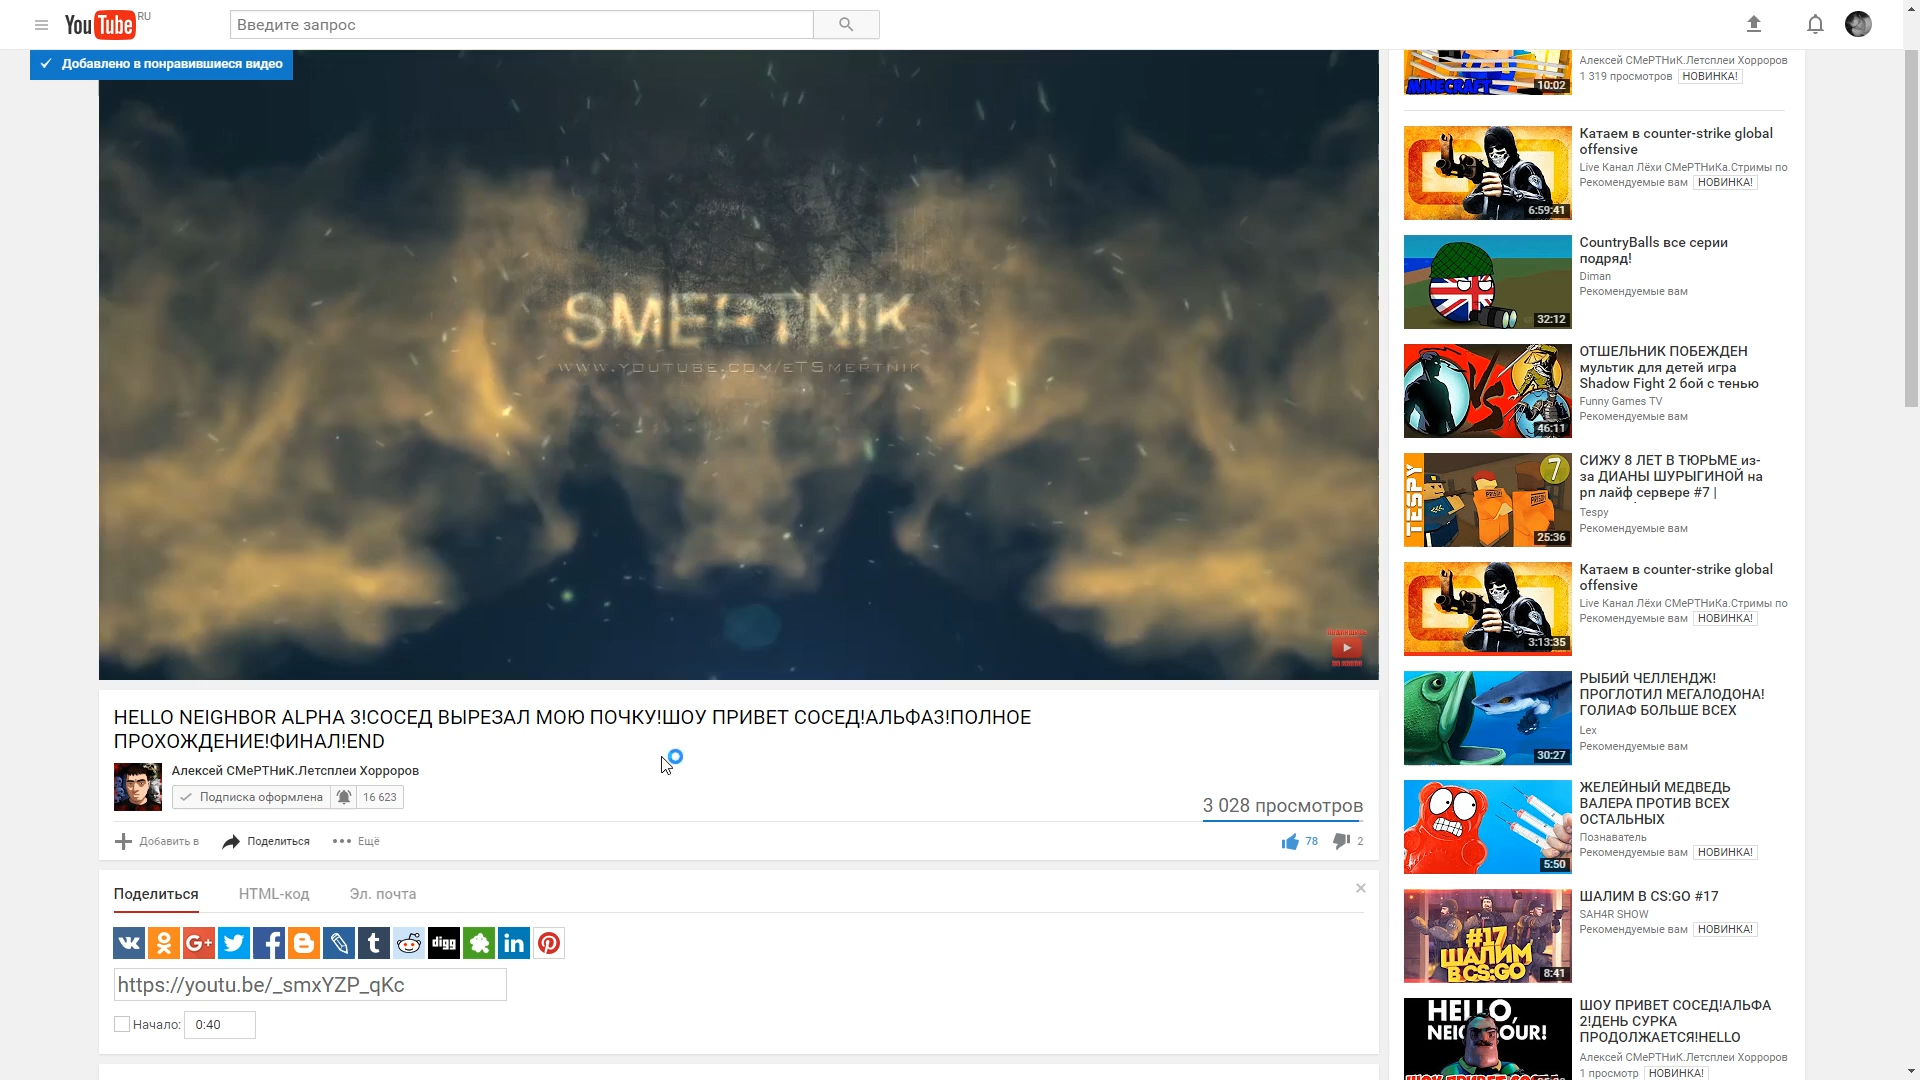 YouTube RU
Введите запрос
Добавлено в понравившиеся видео
SMEPTNIK
WWW.YOUTUBE.COM/ETSMEPTNIK
HELLO NEIGHBOR ALPHA 3!СОСЕД ВЫРЕЗАЛ МОЮ ПОЧКУ!ШОУ ПРИВЕТ СОСЕД!АЛЬФА3!ПОЛНОЕ
ПРОХОЖДЕНИЕ!ФИНАЛ!END
Алексей СМеРТНиК.Летсплеи Хорроров
Подписка оформлена 16 623
3 028 просмотров
Добавить в Поделиться Ещё 78 2
Поделиться HTML-код Эл. почта
G+ t digg in
https://youtu.be/_smxYZP_qKc
Начало: 0:40
MINECRAFT 10:02
Алексей СМеРТНиК.Летсплеи Хорроров
1 319 просмотров НОВИНКА!
6:59:41
Катаем в counter-strike global
offensive
Live Канал Лёхи СМеРТНиКа.Стримы по
Рекомендуемые вам НОВИНКА!
32:12
CountryBalls все серии
подряд!
Diman
Рекомендуемые вам
VS 46:11
ОТШЕЛЬНИК ПОБЕЖДЕН
мультик для детей игра
Shadow Fight 2 бой с тенью
Funny Games TV
Рекомендуемые вам
TESPY 7 25:36
СИЖУ 8 ЛЕТ В ТЮРЬМЕ из-
за ДИАНЫ ШУРЫГИНОЙ на
рп лайф сервере #7 |
Tespy
Рекомендуемые вам
3:13:35
Катаем в counter-strike global
offensive
Live Канал Лёхи СМеРТНиКа.Стримы по
Рекомендуемые вам НОВИНКА!
30:27
РЫБИЙ ЧЕЛЛЕНДЖ!
ПРОГЛОТИЛ МЕГАЛОДОНА!
ГОЛИАФ БОЛЬШЕ ВСЕХ
Lex
Рекомендуемые вам
5:50
ЖЕЛЕЙНЫЙ МЕДВЕДЬ
ВАЛЕРА ПРОТИВ ВСЕХ
ОСТАЛЬНЫХ
Познаватель
Рекомендуемые вам НОВИНКА!
#17
ШАЛИМ
В CS:GO
8:41
ШАЛИМ В CS:GO #17
SAH4R SHOW
Рекомендуемые вам НОВИНКА!
HELLO,
NEIGHBOUR!
ШОУ ПРИВЕТ СОСЕД!АЛЬФА
2!ДЕНЬ СУРКА
ПРОДОЛЖАЕТСЯ!HELLO
Алексей СМеРТНиК.Летсплеи Хорроров
1 просмотр НОВИНКА!